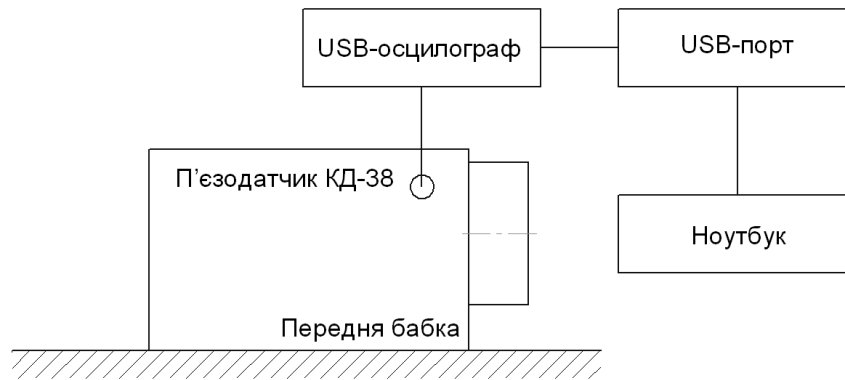 USB-осцилограф
USB-порт
П'єзодатчик КД-38
Ноутбук
Передня бабка